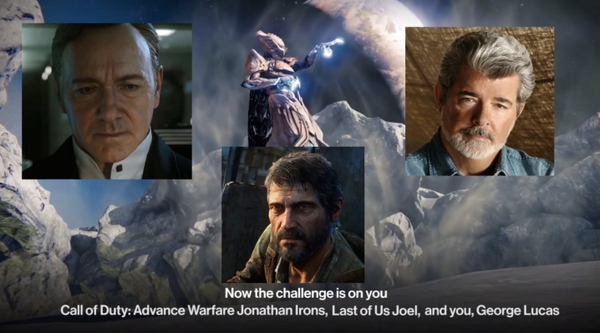 Now the challenge is on you
Call of Duty: Advance Warfare Jonathan Irons, Last of Us Joel, and you, George Lucas